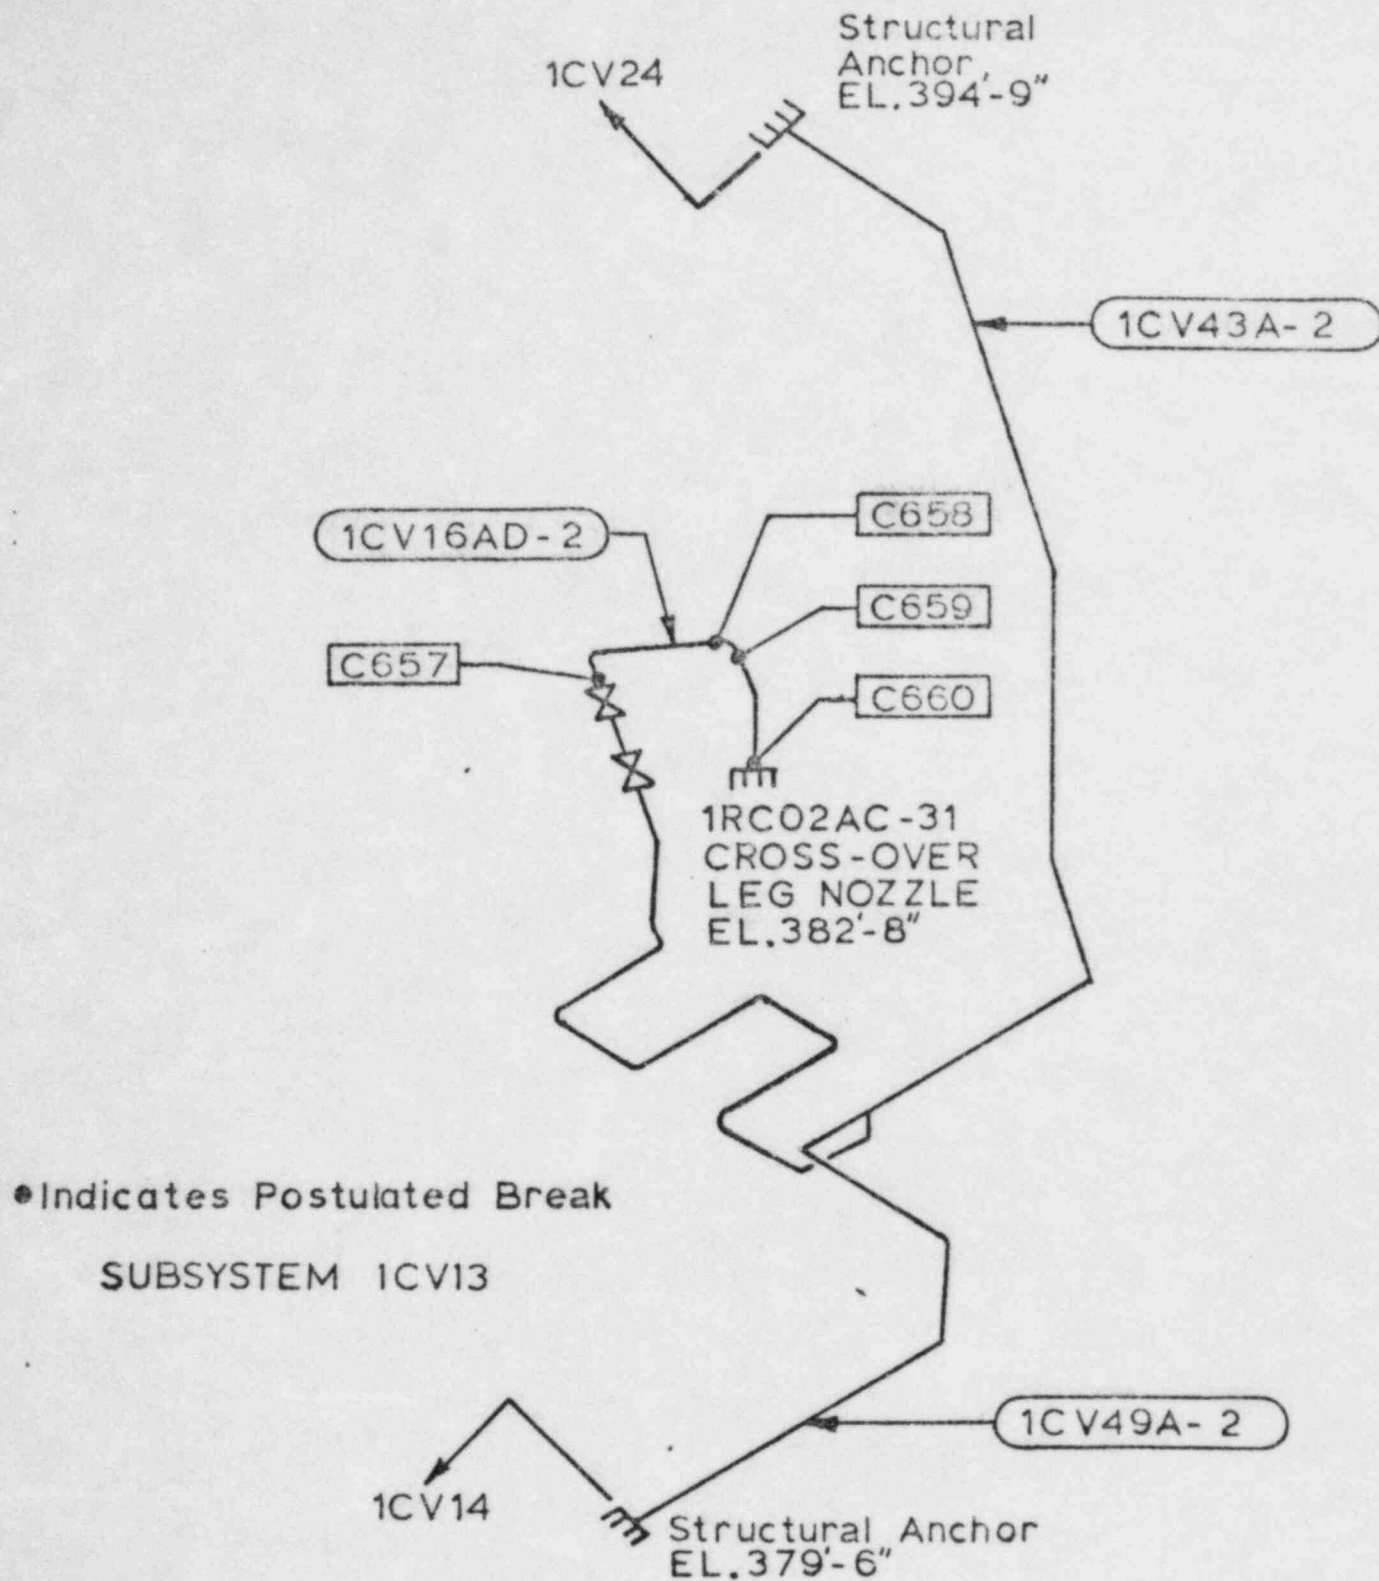 Structural
Anchor,
EL.394'-9"
1CV24
1CV43A-2
C658
1CV16AD-2
C659
C657
C660
1RC02AC-31
CROSS-OVER
LEG NOZZLE
EL.382'-8"
•Indicates Postulated Break
SUBSYSTEM 1CV13
1CV49A-2
1CV14
Structural Anchor
EL.379'-6"